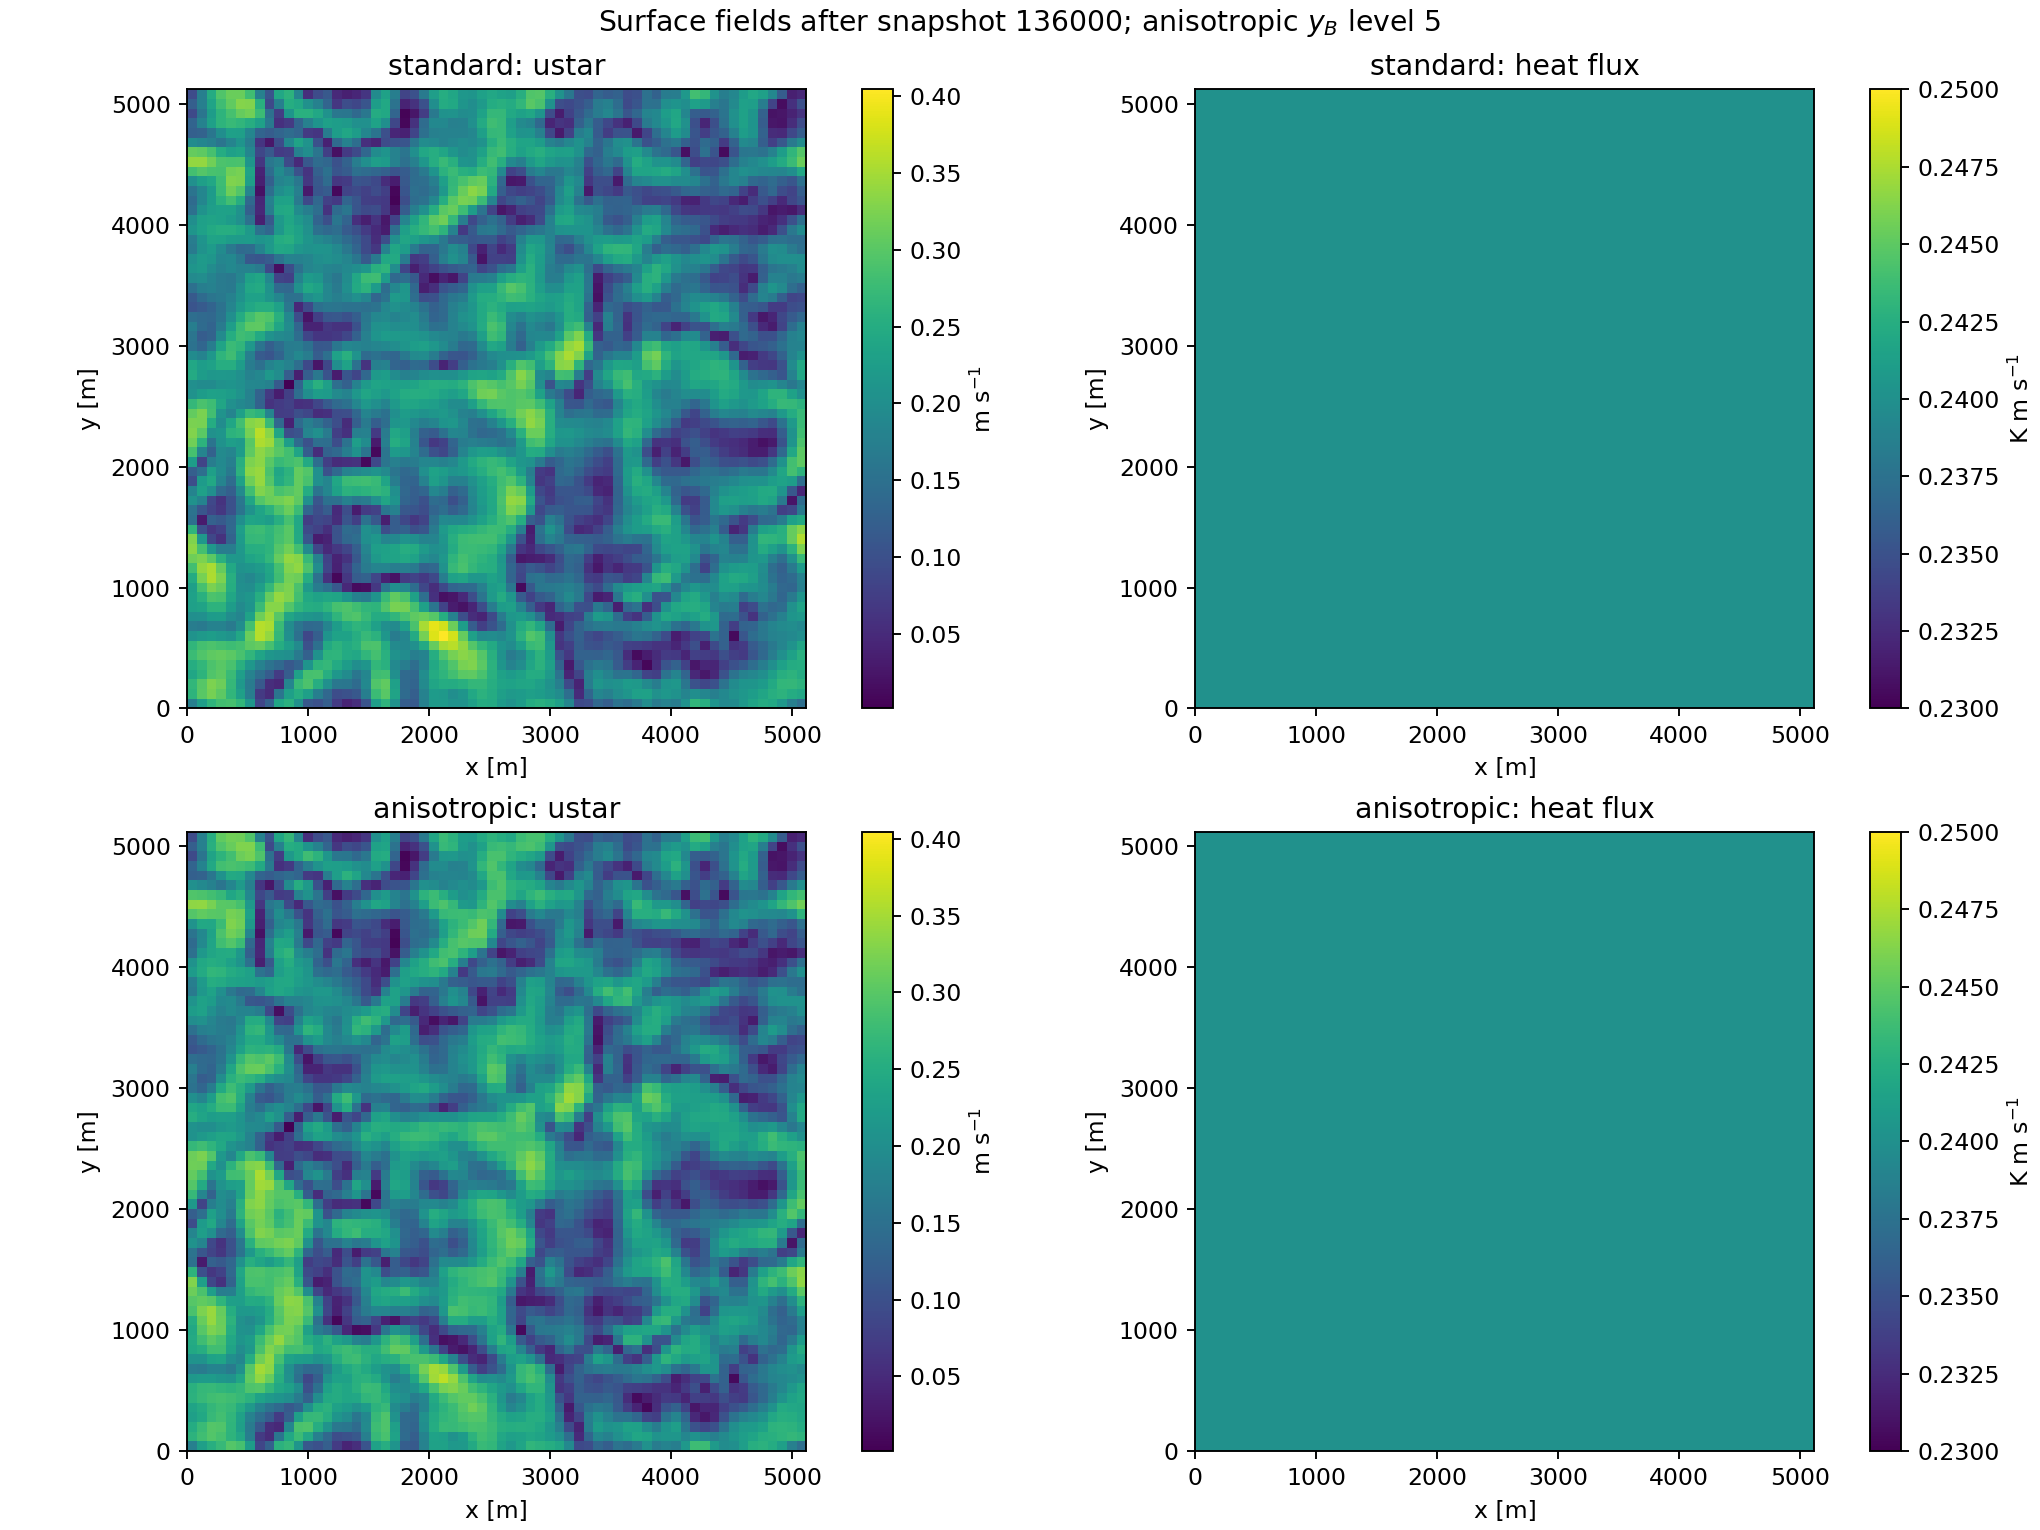 Surface fields after snapshot 136000; anisotropic y_B level 5
standard: ustar
5000
4000
3000
2000
1000
0
y [m]
0 1000 2000 3000 4000 5000
x [m]
0.40
0.35
0.30
0.25
0.20
0.15
0.10
0.05
m s⁻¹
standard: heat flux
5000
4000
3000
2000
1000
0
y [m]
0 1000 2000 3000 4000 5000
x [m]
0.2500
0.2475
0.2450
0.2425
0.2400
0.2375
0.2350
0.2325
0.2300
K m s⁻¹
anisotropic: ustar
5000
4000
3000
2000
1000
0
y [m]
0 1000 2000 3000 4000 5000
x [m]
0.40
0.35
0.30
0.25
0.20
0.15
0.10
0.05
m s⁻¹
anisotropic: heat flux
5000
4000
3000
2000
1000
0
y [m]
0 1000 2000 3000 4000 5000
x [m]
0.2500
0.2475
0.2450
0.2425
0.2400
0.2375
0.2350
0.2325
0.2300
K m s⁻¹